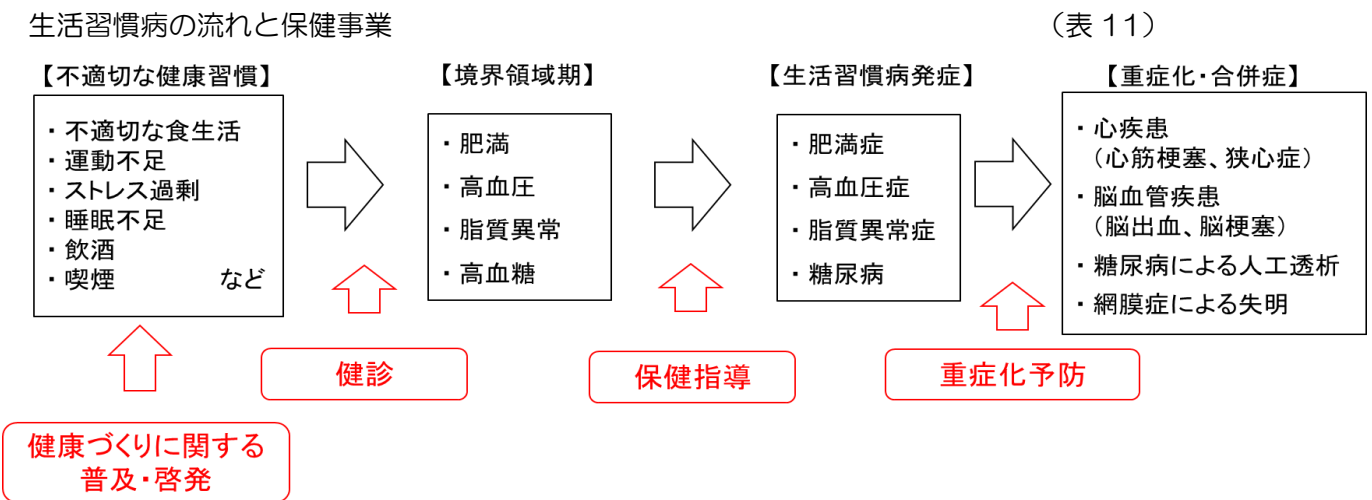 生活習慣病の流れと保健事業
（表 11）
【不適切な健康習慣】
・不適切な食生活
・運動不足
・ストレス過剰
・睡眠不足
・飲酒
・喫煙　　　　など
【境界領域期】
・肥満
・高血圧
・脂質異常
・高血糖
【生活習慣病発症】
・肥満症
・高血圧症
・脂質異常症
・糖尿病
【重症化・合併症】
・心疾患
（心筋梗塞、狭心症）
・脳血管疾患
（脳出血、脳梗塞）
・糖尿病による人工透析
・網膜症による失明
健診
保健指導
重症化予防
健康づくりに関する
普及・啓発